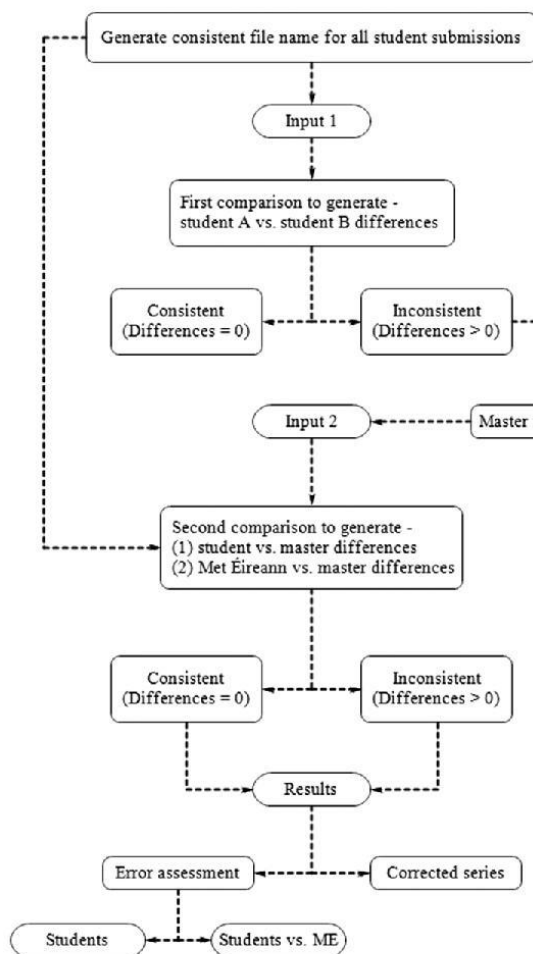 Generate consistent file name for all student submissions
Input 1
First comparison to generate -
student A vs. student B differences
Consistent
(Differences = 0)
Inconsistent
(Differences > 0)
Input 2
Master
Second comparison to generate -
(1) student vs. master differences
(2) Met Éireann vs. master differences
Consistent
(Differences = 0)
Inconsistent
(Differences > 0)
Results
Error assessment
Corrected series
Students
Students vs. ME